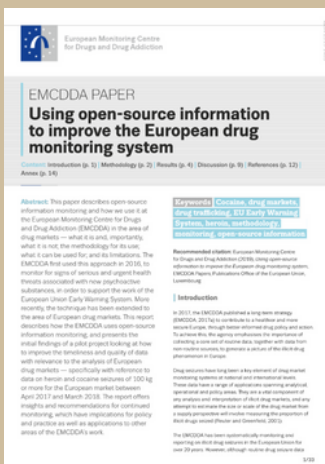 European Monitoring Centre
for Drugs and Drug Addiction
EMCDDA PAPER
Using open-source information
to improve the European drug
monitoring system
Content: Introduction (p. 1) | Methodology (p. 2) | Results (p. 4) | Discussion (p. 9) | References (p. 12) |
Annex (p. 14)
Abstract: This paper describes open-source
information monitoring and how we use it at
the European Monitoring Centre for Drugs
and Drug Addiction (EMCDDA) in the area of
drug markets — what it is and, importantly,
what it is not; the methodology for its use;
what it can be used for; and its limitations. The
EMCDDA first used this approach in 2016, to
monitor for signs of serious and urgent health
threats associated with new psychoactive
substances, in order to support the work of the
European Union Early Warning System. More
recently, the technique has been extended to
the area of European drug markets. This report
describes how the EMCDDA uses open-source
information monitoring, and presents the
initial findings of a pilot project looking at how
to improve the timeliness and quality of data
with relevance to the analysis of European
drug markets — specifically with reference to
data on heroin and cocaine seizures of 100 kg
or more for the European market between
April 2017 and March 2018. The report offers
insights and recommendations for continued
monitoring, which have implications for policy
and practice as well as applications to other
areas of the EMCDDA's work.
Keywords Cocaine, drug markets,
drug trafficking, EU Early Warning
System, heroin, methodology,
monitoring, open-source information
Recommended citation: European Monitoring Centre
for Drugs and Drug Addiction (2019), Using open-source
information to improve the European drug monitoring system,
EMCDDA Papers, Publications Office of the European Union,
Luxembourg.
Introduction
In 2017, the EMCDDA published a long-term strategy
(EMCDDA, 2017a) to contribute to a healthier and more
secure Europe, through better informed drug policy and action.
To achieve this, the agency emphasises the importance of
collecting a core set of routine data, together with data from
non-routine sources, to generate a picture of the illicit drug
phenomenon in Europe.
Drug seizures have long been a key element of drug market
monitoring systems at national and international levels.
These data have a range of applications spanning analytical,
operational and policy areas. They are a vital component of
any analysis and interpretation of illicit drug markets, and any
attempt to estimate the size or scale of the drug market from
a supply perspective will involve measuring the proportion of
illicit drugs seized (Reuter and Greenfield, 2001).
The EMCDDA has been systematically monitoring and
reporting on illicit drug seizures in the European Union for
over 20 years. However, although routine drug seizure data